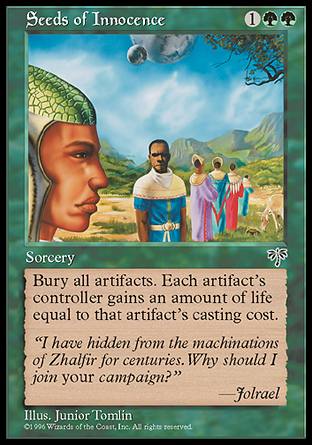 Seeds of Innocence 1
Sorcery
Bury all artifacts. Each artifact's
controller gains an amount of life
equal to that artifact's casting cost.
"I have hidden from the machinations
of Zhalfir for centuries. Why should I
join your campaign?"
—Jolrael
Illus. Junior Tomlin
©1996 Wizards of the Coast, Inc. All rights reserved.